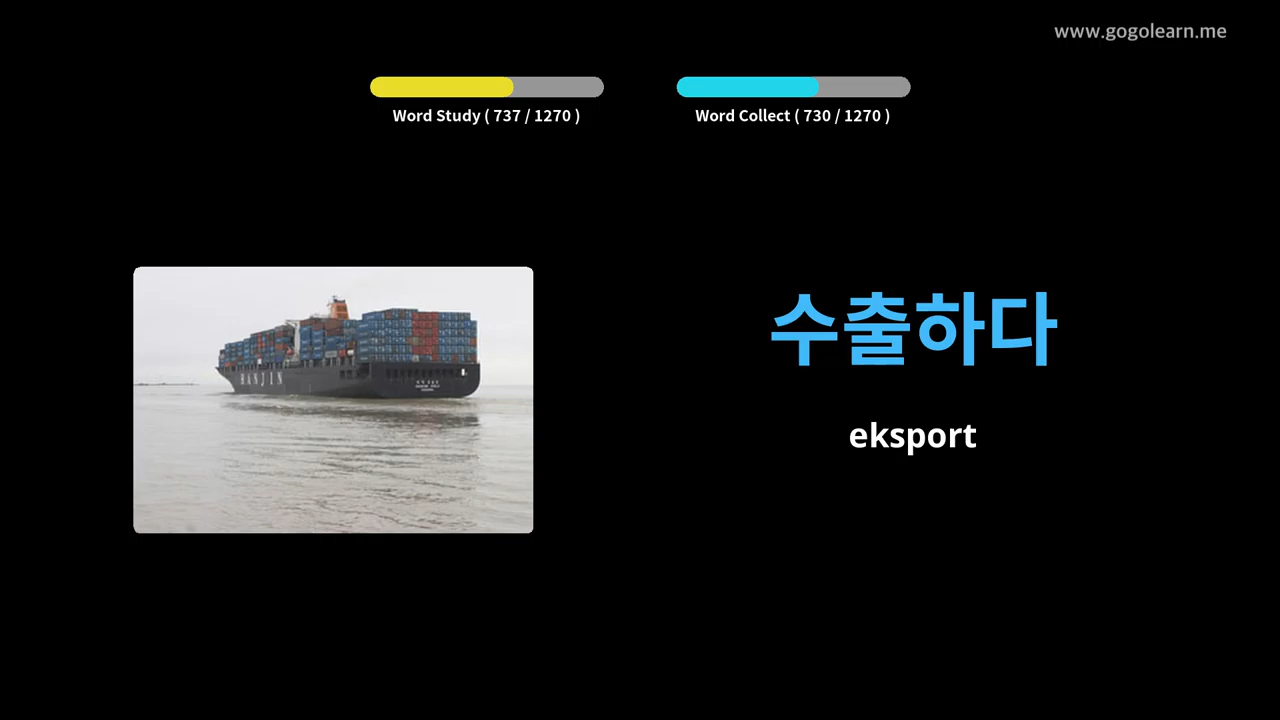 www.gogolearn.me
Word Study ( 737 / 1270 )
Word Collect ( 730 / 1270 )
HANJIN
수출하다
eksport